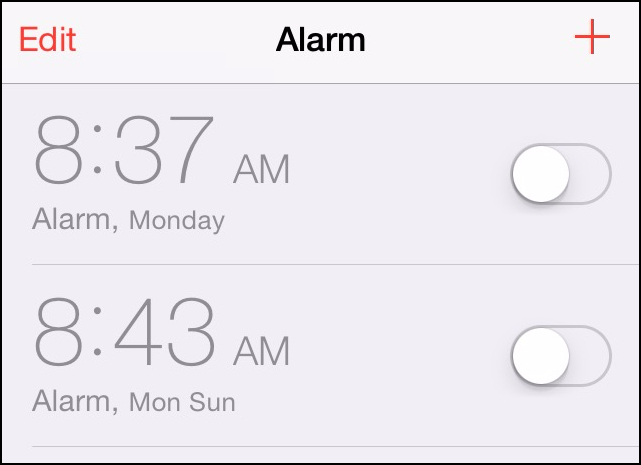 Edit Alarm +
8:37 AM
Alarm, Monday
8:43 AM
Alarm, Mon Sun